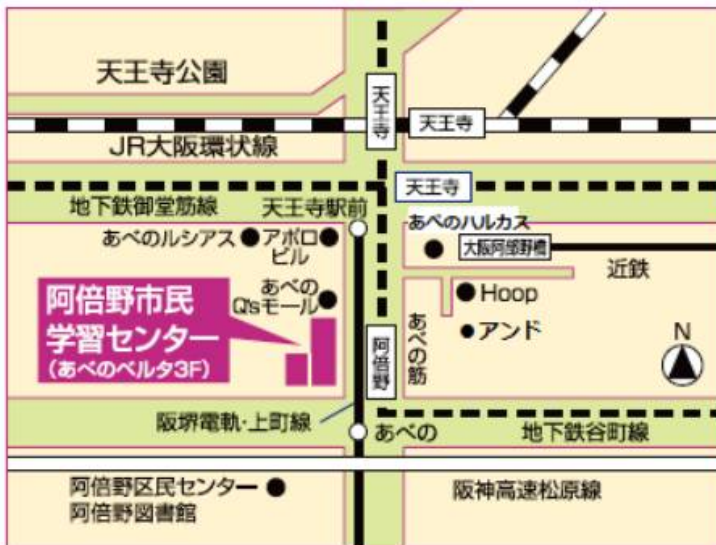 天王寺公園
天王寺
天王寺
JR大阪環状線
天王寺
地下鉄御堂筋線
天王寺駅前
あべのハルカス
あべのルシアス
アポロ
ビル
大阪阿部野橋
近鉄
あべの
Q'sモール
Hoop
阿倍野市民
学習センター
(あべのベルタ3F)
アンド
あべの筋
阿倍野
N
阪堺電軌・上町線
あべの
地下鉄谷町線
阿倍野区民センター
阿倍野図書館
阪神高速松原線